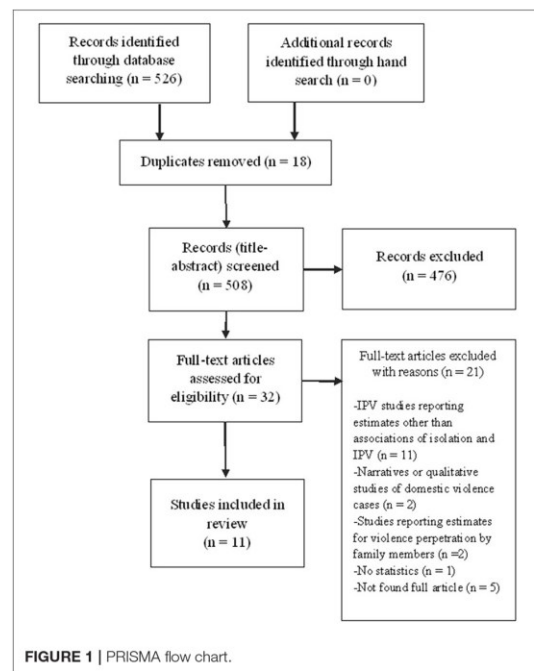 Records identified
through database
searching (n = 526)
Additional records
identified through hand
search (n = 0)
Duplicates removed (n = 18)
Records (title-
abstract) screened
(n = 508)
Records excluded
(n = 476)
Full-text articles
assessed for
eligibility (n = 32)
Full-text articles excluded
with reasons (n = 21)
-IPV studies reporting
estimates other than
associations of isolation and
IPV (n = 11)
-Narratives or qualitative
studies of domestic violence
cases (n = 2)
-Studies reporting estimates
for violence perpetration by
family members (n =2)
-No statistics (n = 1)
-Not found full article (n = 5)
Studies included in
review
(n = 11)
FIGURE 1 | PRISMA flow chart.